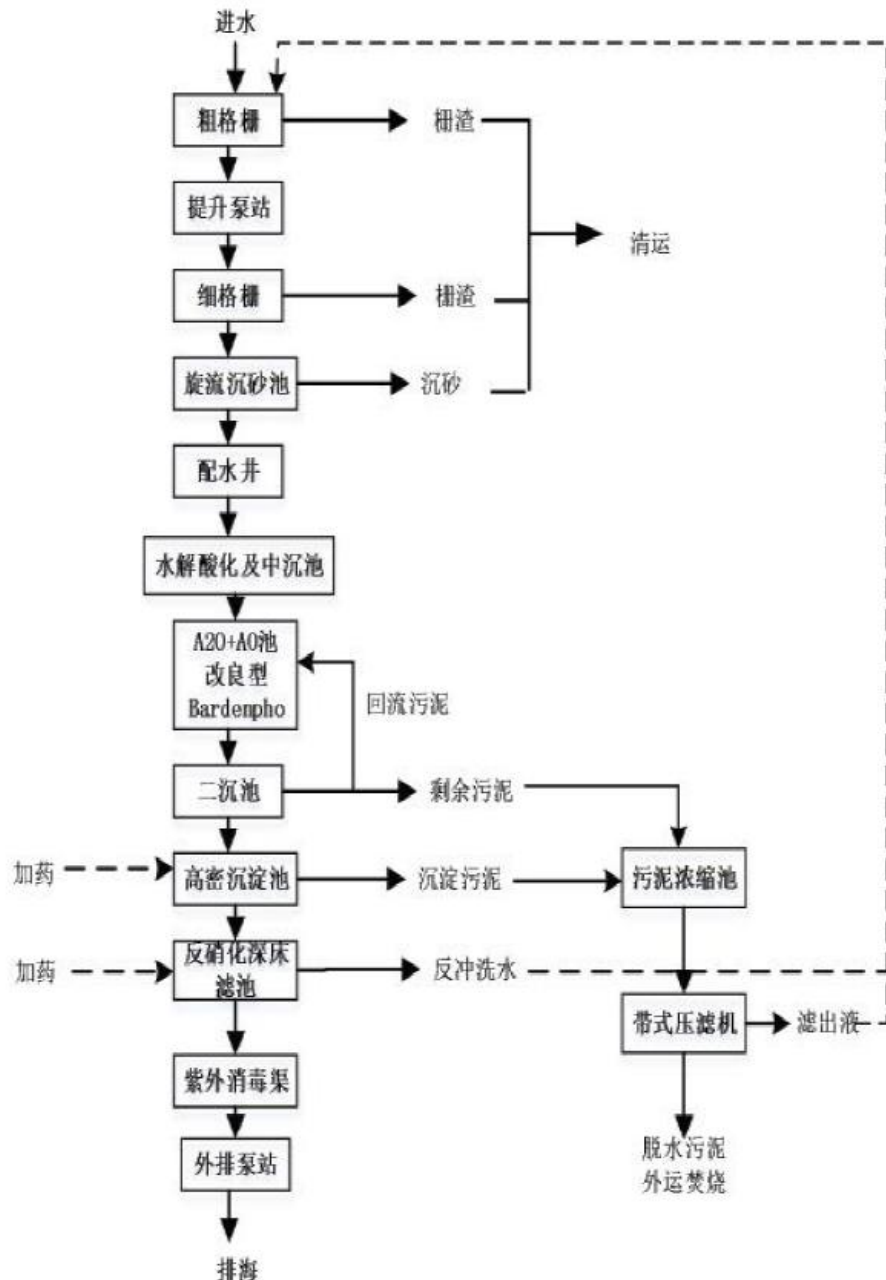 进水
粗格栅
栅渣
提升泵站
清运
细格栅
栅渣
旋流沉砂池
沉砂
配水井
水解酸化及中沉池
A2O+AO池
改良型
Bardenpho
回流污泥
二沉池
剩余污泥
加药
高密沉淀池
沉淀污泥
污泥浓缩池
加药
反硝化深床
滤池
反冲洗水
带式压滤机
滤出液
紫外消毒渠
外排泵站
脱水污泥
外运焚烧
排海